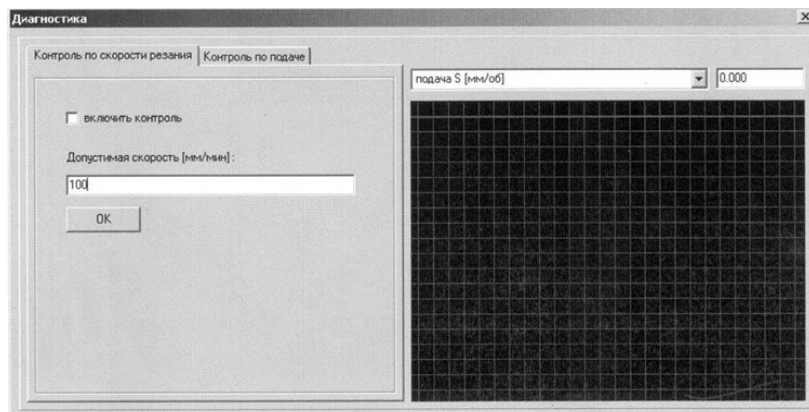 Диагностика
Контроль по скорости резания
Контроль по подаче
включить контроль
Допустимая скорость [мм/мин] :
100
OK
подача S [мм/об]
0.000